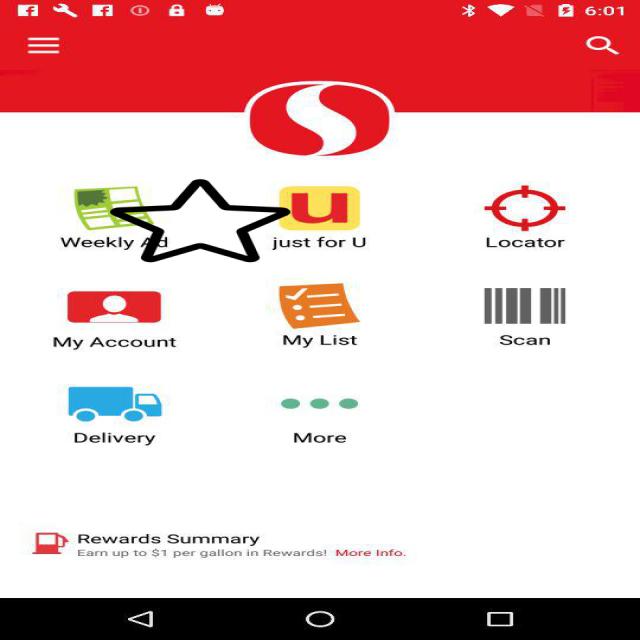 6:01
u
Weekly Ad
just for U
Locator
My Account
My List
Scan
Delivery
More
Rewards Summary
Earn up to $1 per gallon in Rewards! More Info.